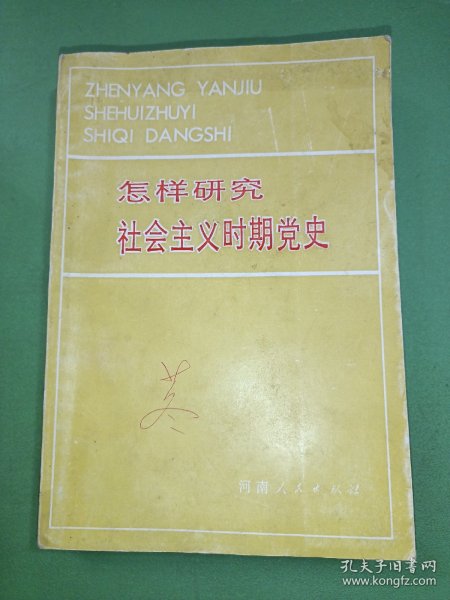 ZHENYANG YANJIU
SHEHUIZHUYI
SHIQI DANGSHI
怎样研究
社会主义时期党史
河南人民出版社
孔夫子旧书网
www.kongfz.com